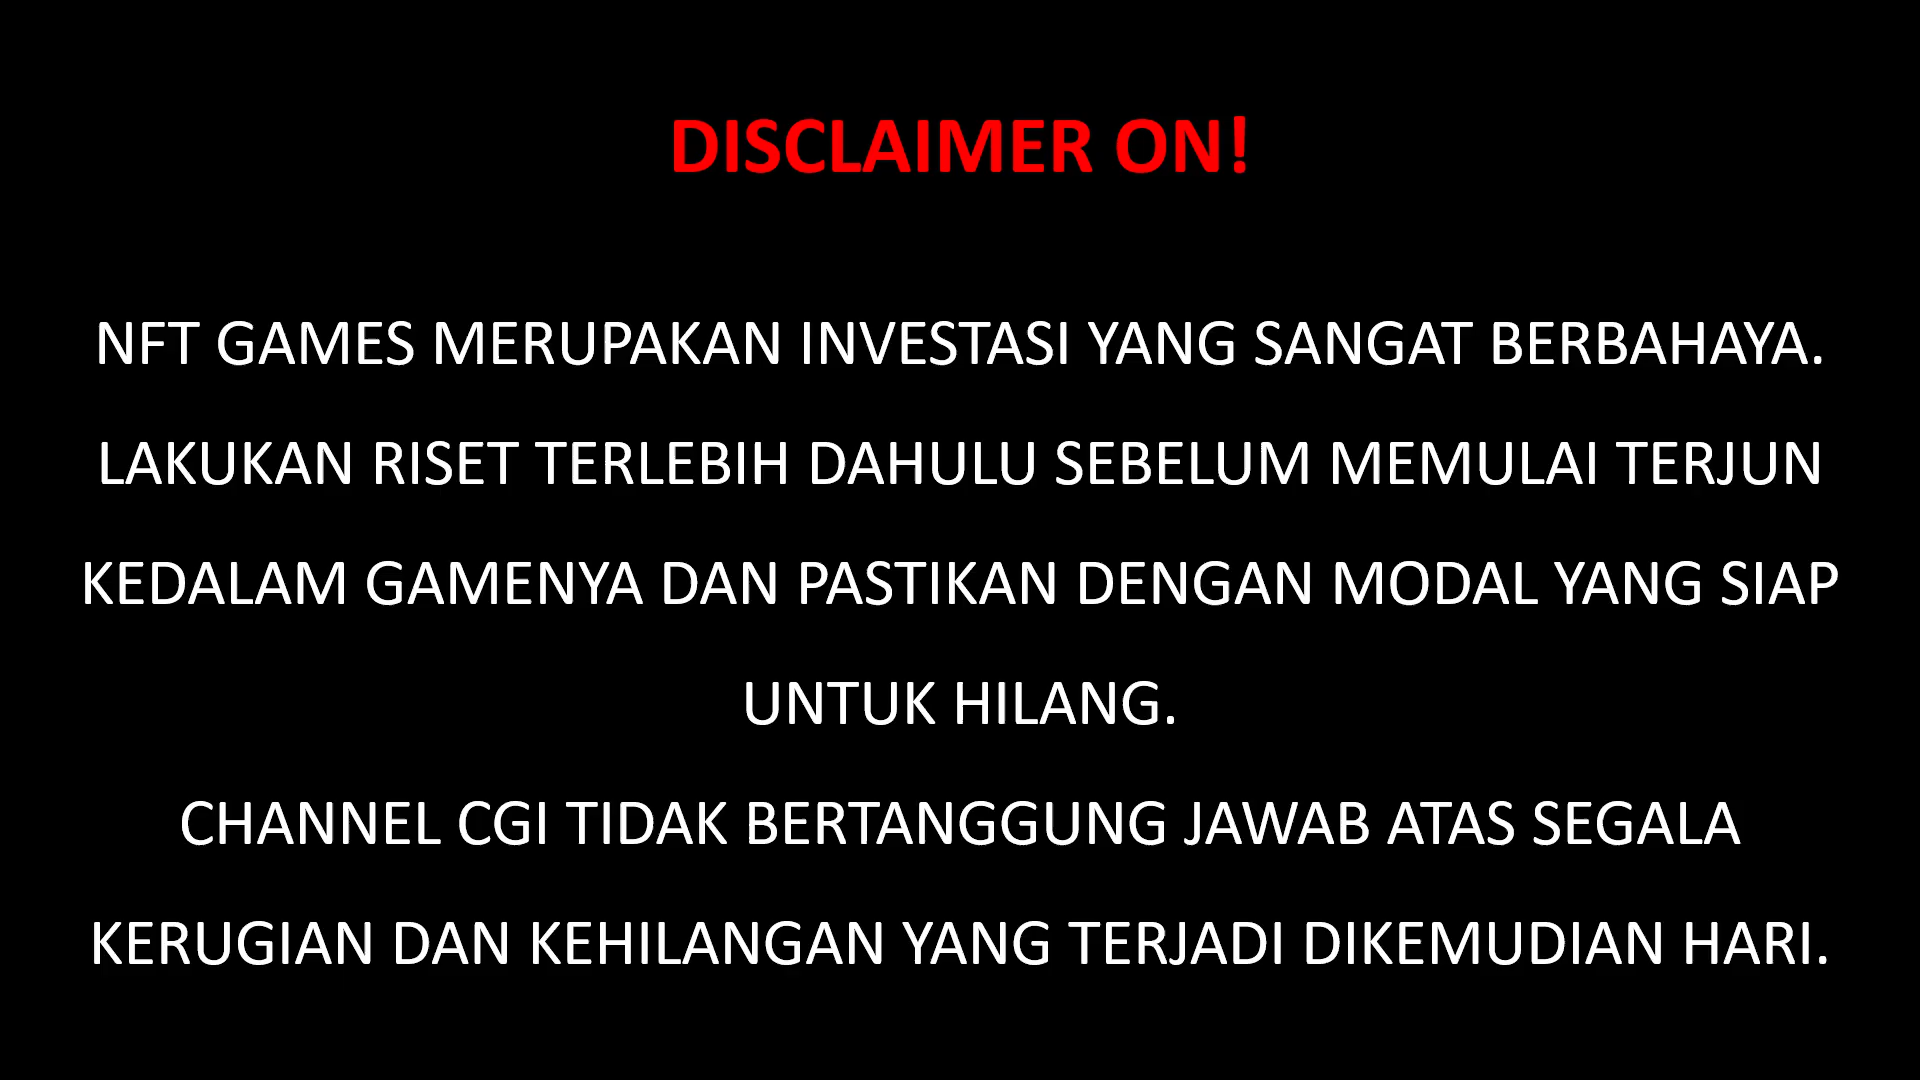 DISCLAIMER ON!
NFT GAMES MERUPAKAN INVESTASI YANG SANGAT BERBAHAYA.
LAKUKAN RISET TERLEBIH DAHULU SEBELUM MEMULAI TERJUN
KEDALAM GAMENYA DAN PASTIKAN DENGAN MODAL YANG SIAP
UNTUK HILANG.
CHANNEL CGI TIDAK BERTANGGUNG JAWAB ATAS SEGALA
KERUGIAN DAN KEHILANGAN YANG TERJADI DIKEMUDIAN HARI.